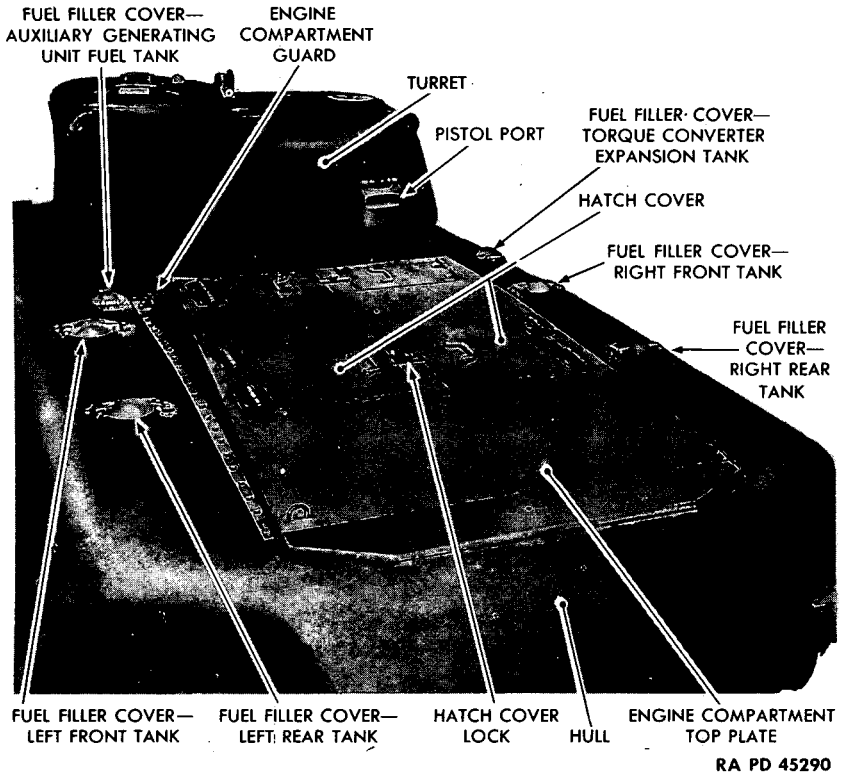 FUEL FILLER COVER—
AUXILIARY GENERATING
UNIT FUEL TANK
ENGINE
COMPARTMENT
GUARD
TURRET
PISTOL PORT
FUEL FILLER COVER—
TORQUE CONVERTER
EXPANSION TANK
HATCH COVER
FUEL FILLER COVER—
RIGHT FRONT TANK
FUEL FILLER
COVER—
RIGHT REAR
TANK
FUEL FILLER COVER—
LEFT FRONT TANK
FUEL FILLER COVER—
LEFT REAR TANK
HATCH COVER
LOCK
HULL
ENGINE COMPARTMENT
TOP PLATE
RA PD 45290